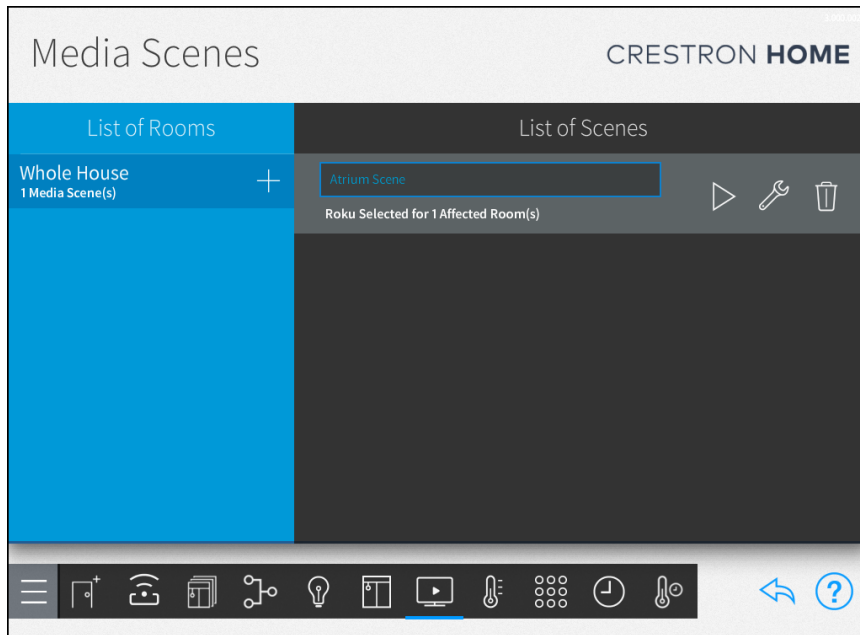 Media Scenes
CRESTRON HOME
List of Rooms
List of Scenes
Whole House
1 Media Scene(s)
Atrium Scene
Roku Selected for 1 Affected Room(s)
?